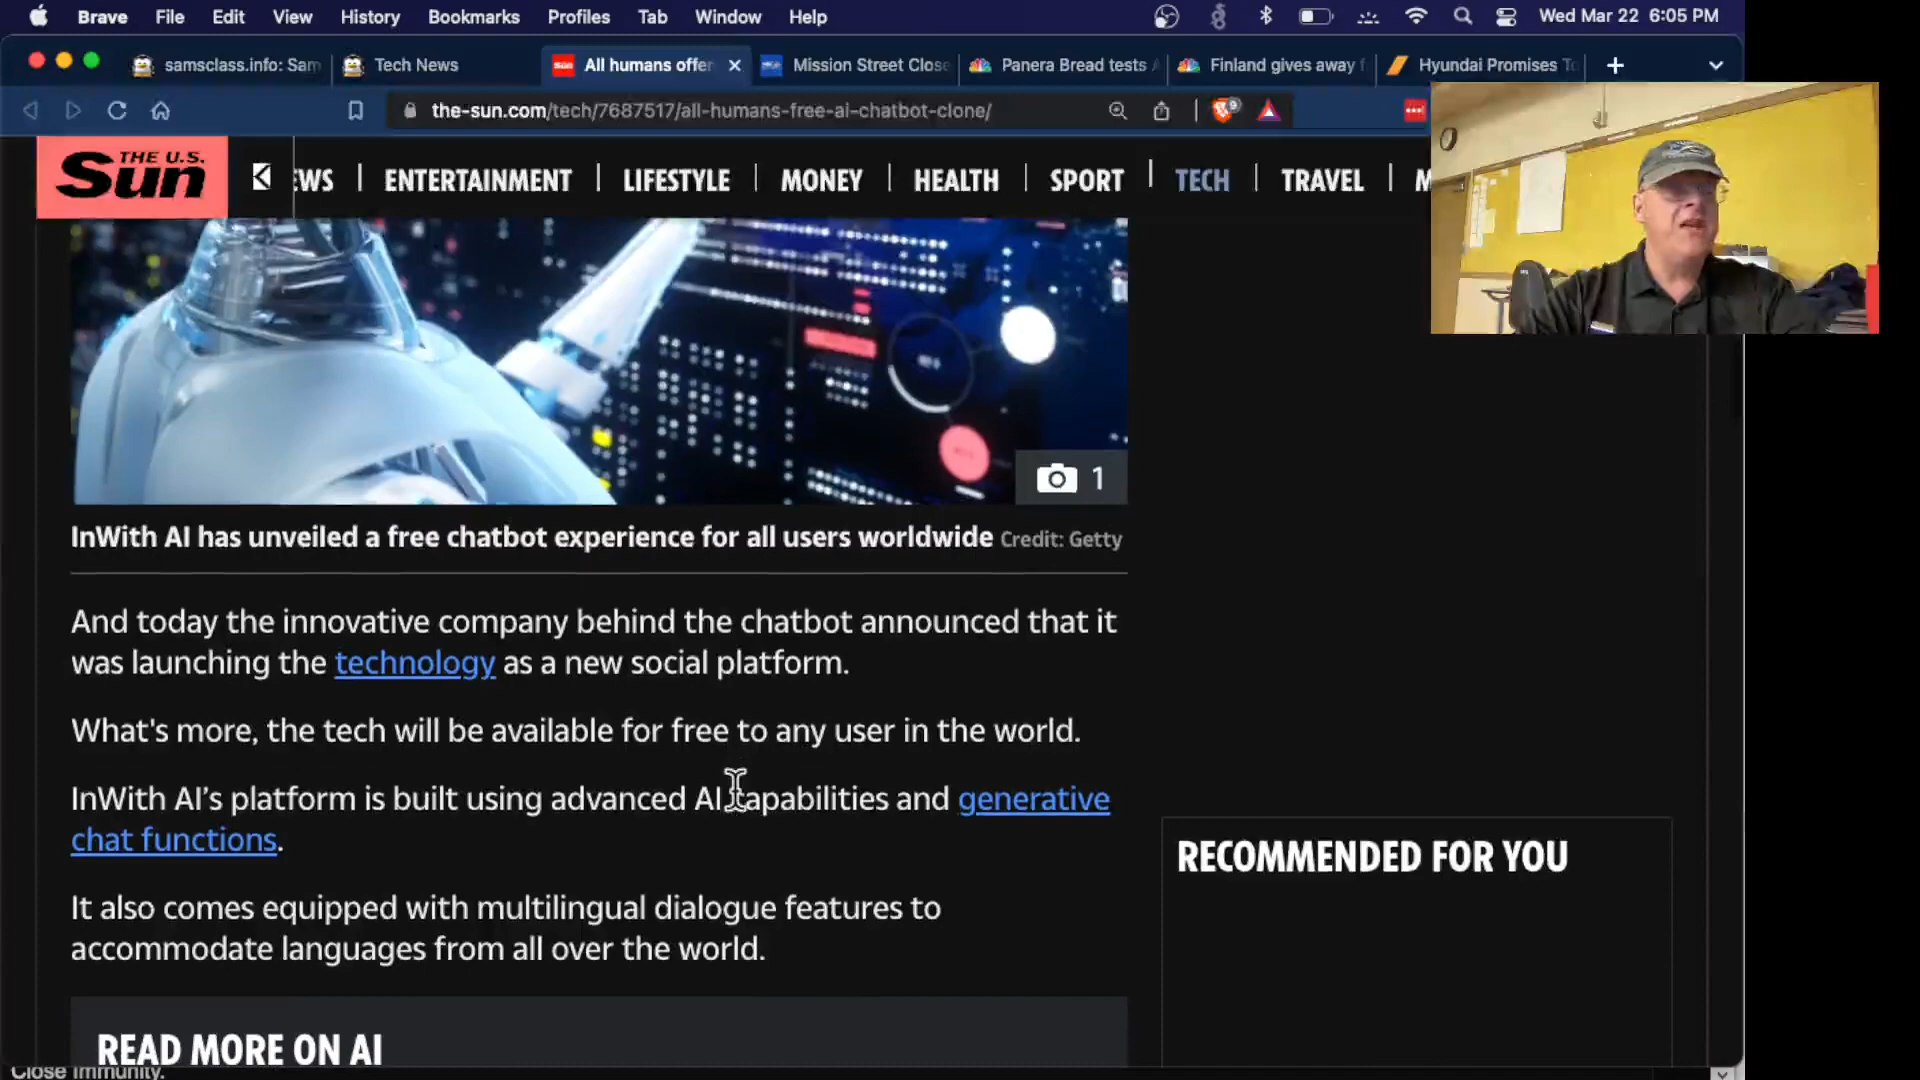 Brave File Edit View History Bookmarks Profiles Tab Window Help Wed Mar 22 6:05 PM
samsclass.info: Sam Tech News All humans offer Mission Street Close Panera Bread tests Finland gives away Hyundai Promises To
the-sun.com/tech/7687517/all-humans-free-ai-chatbot-clone/ 9
THE U.S.
Sun
EWS ENTERTAINMENT LIFESTYLE MONEY HEALTH SPORT TECH TRAVEL M
1
InWith AI has unveiled a free chatbot experience for all users worldwide Credit: Getty
And today the innovative company behind the chatbot announced that it
was launching the technology as a new social platform.
What's more, the tech will be available for free to any user in the world.
InWith AI's platform is built using advanced AI capabilities and generative
chat functions.
It also comes equipped with multilingual dialogue features to
accommodate languages from all over the world.
RECOMMENDED FOR YOU
READ MORE ON AI
Close Immunity.